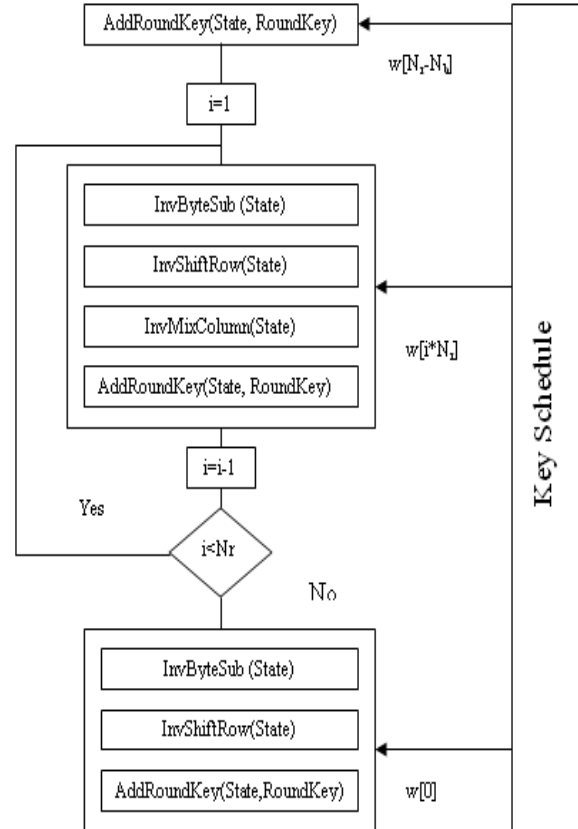 AddRoundKey(State, RoundKey)
w[Nr-Nb]
i=1
InvByteSub (State)
InvShiftRow(State)
InvMixColumn(State)
AddRoundKey(State, RoundKey)
w[i*Nr]
Key Schedule
i=i-1
Yes
i<Nr
No
InvByteSub (State)
InvShiftRow(State)
AddRoundKey(State,RoundKey)
w[0]